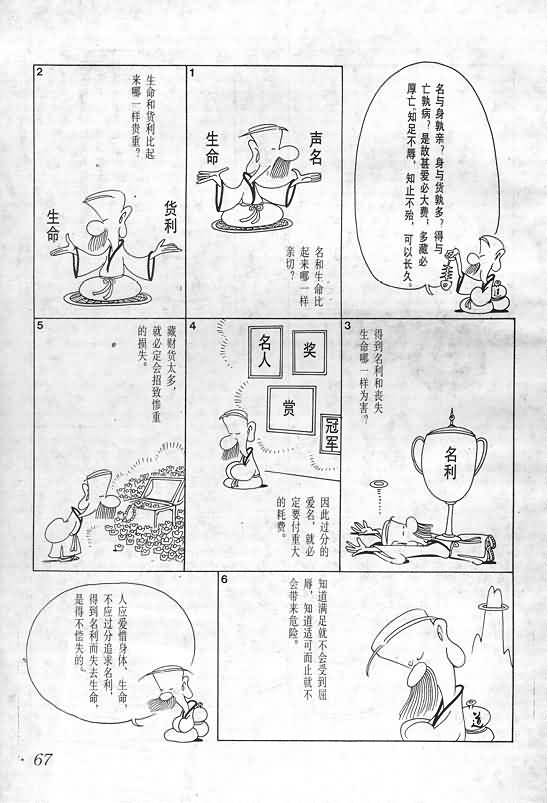 名与身孰亲？身与货孰多？得与
亡孰病？是故甚爱必大费；多藏必
厚亡。知足不辱，知止不殆，可以长久。
道
1
声名
生命
名和生命比
起来哪一样
亲切？
2
生命和货利比起
来哪一样贵重？
货利
生命
3
得到名利和丧失
生命哪一样为害？
名利
4
名人
奖
赏
冠军
因此过分的
爱名，就必
定要付重大
的耗费。
5
藏财货太多，
就必定会招致惨重
的损失。
6
知道满足就不会受到屈
辱，知道适可而止就不
会带来危险。
道
人应爱惜身体、生命，
不应过分追求名利，
得到名利而失去生命，
是得不偿失的。
67